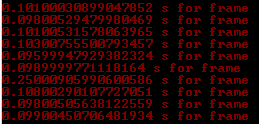 0.10100030899047852 s for frame
0.09800529479980469 s for frame
0.10100531578063965 s for frame
0.10300755500793457 s for frame
0.09599947929382324 s for frame
0.0989999771118164 s for frame
0.25000905990600586 s for frame
0.10800290107727051 s for frame
0.09800505638122559 s for frame
0.09900450706481934 s for frame